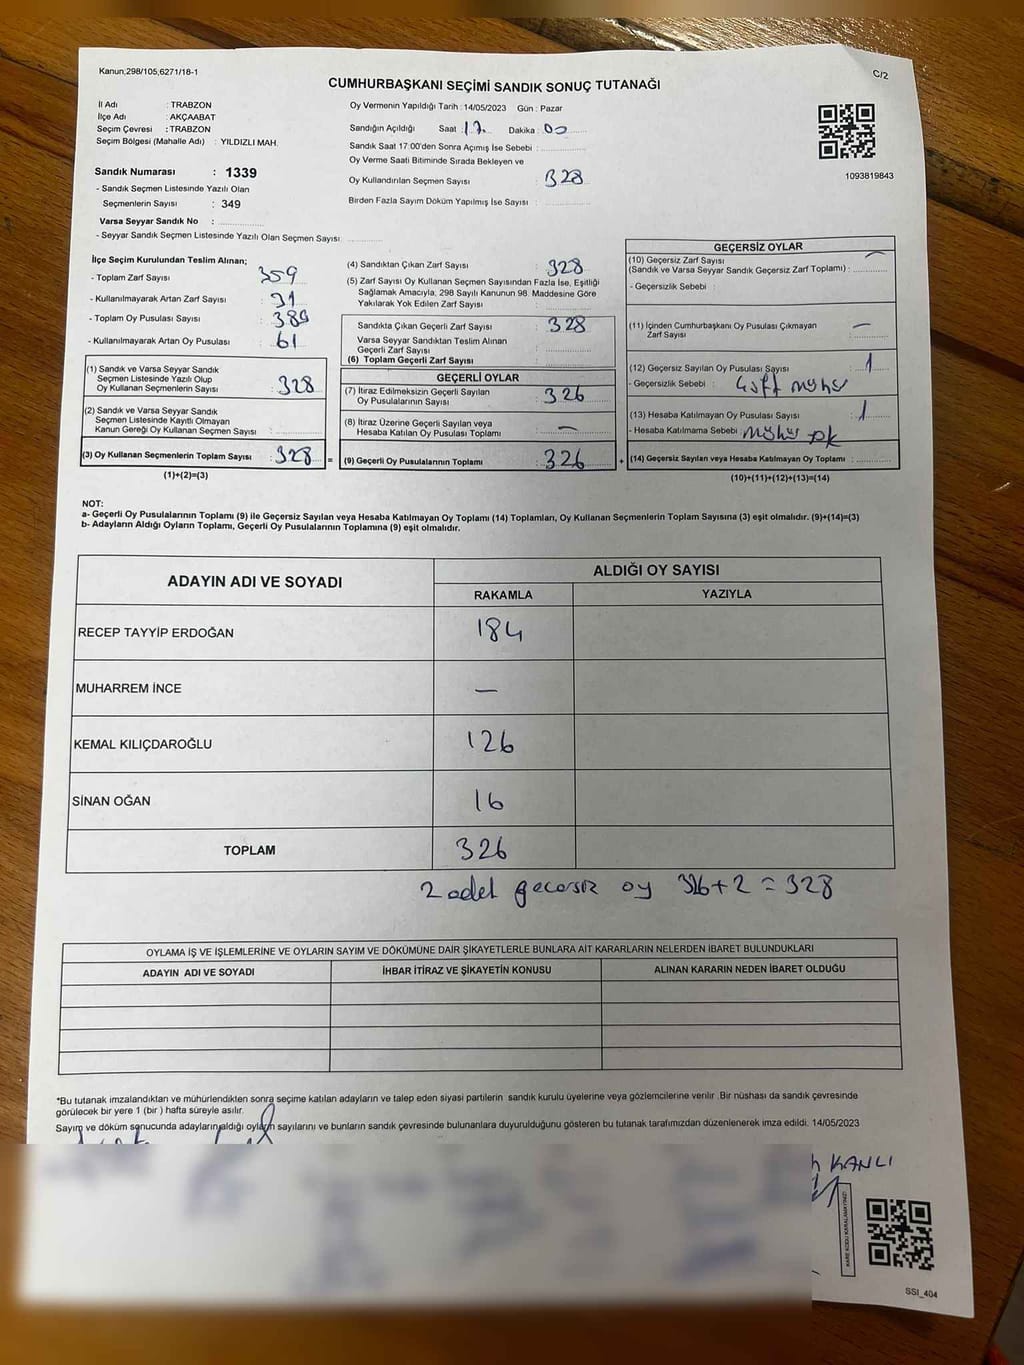 Kanun;298/105,6271/18-1
C/2
CUMHURBAŞKANI SEÇİMİ SANDIK SONUÇ TUTANAĞI
İl Adı : TRABZON
İlçe Adı : AKÇAABAT
Seçim Çevresi : TRABZON
Seçim Bölgesi (Mahalle Adı) : YILDIZLI MAH.
Sandık Numarası : 1339
- Sandık Seçmen Listesinde Yazılı Olan
Seçmenlerin Sayısı : 349
Varsa Seyyar Sandık No :
- Seyyar Sandık Seçmen Listesinde Yazılı Olan Seçmen Sayısı
Oy Vermenin Yapıldığı Tarih : 14/05/2023 Gün : Pazar
Sandığın Açıldığı Saat : 17. Dakika : 00
Sandık Saat 17:00'den Sonra Açımış İse Sebebi :
Oy Verme Saati Bitiminde Sırada Bekleyen ve
Oy Kullandırılan Seçmen Sayısı : 328
Birden Fazla Sayım Döküm Yapılmış İse Sayısı :
1093819843
İlçe Seçim Kurulundan Teslim Alınan;
- Toplam Zarf Sayısı : 359
- Kullanılmayarak Artan Zarf Sayısı : 31
- Toplam Oy Pusulası Sayısı : 389
- Kullanılmayarak Artan Oy Pusulası : 61
(1) Sandık ve Varsa Seyyar Sandık
Seçmen Listesinde Yazılı Olup
Oy Kullanan Seçmenlerin Sayısı : 328
(2) Sandık ve Varsa Seyyar Sandık
Seçmen Listesinde Kayıtlı Olmayan
Kanun Gereği Oy Kullanan Seçmen Sayısı :
(3) Oy Kullanan Seçmenlerin Toplam Sayısı : 328 =
(1)+(2)=(3)
(4) Sandıktan Çıkan Zarf Sayısı : 328
(5) Zarf Sayısı Oy Kullanan Seçmen Sayısından Fazla İse, Eşitliği
Sağlamak Amacıyla, 298 Sayılı Kanunun 98. Maddesine Göre
Yakılarak Yok Edilen Zarf Sayısı :
Sandıkta Çıkan Geçerli Zarf Sayısı : 328
Varsa Seyyar Sandıktan Teslim Alınan
Geçerli Zarf Sayısı :
(6) Toplam Geçerli Zarf Sayısı :
GEÇERLİ OYLAR
(7) İtiraz Edilmeksizin Geçerli Sayılan
Oy Pusulalarının Sayısı : 326
(8) İtiraz Üzerine Geçerli Sayılan veya
Hesaba Katılan Oy Pusulaları Toplamı : —
(9) Geçerli Oy Pusulalarının Toplamı : 326 +
GEÇERSİZ OYLAR
(10) Geçersiz Zarf Sayısı
(Sandık ve Varsa Seyyar Sandık Geçersiz Zarf Toplamı) : —
- Geçersizlik Sebebi :
(11) İçinden Cumhurbaşkanı Oy Pusulası Çıkmayan
Zarf Sayısı : —
(12) Geçersiz Sayılan Oy Pusulası Sayısı : 1
- Geçersizlik Sebebi : Çift mühür
(13) Hesaba Katılmayan Oy Pusulası Sayısı : 1
- Hesaba Katılmama Sebebi : mühür
(14) Geçersiz Sayılan veya Hesaba Katılmayan Oy Toplamı :
(10)+(11)+(12)+(13)=(14)
NOT:
a- Geçerli Oy Pusulalarının Toplamı (9) ile Geçersiz Sayılan veya Hesaba Katılmayan Oy Toplamı (14) Toplamları, Oy Kullanan Seçmenlerin Toplam Sayısına (3) eşit olmalıdır. (9)+(14)=(3)
b- Adayların Aldığı Oyların Toplamı, Geçerli Oy Pusulalarının Toplamına (9) eşit olmalıdır.
ADAYIN ADI VE SOYADI
ALDIĞI OY SAYISI
RAKAMLA YAZIYLA
RECEP TAYYİP ERDOĞAN 184
MUHARREM İNCE —
KEMAL KILIÇDAROĞLU 126
SİNAN OĞAN 16
TOPLAM 326
2 adet geçersiz oy 326+2=328
OYLAMA İŞ VE İŞLEMLERİNE VE OYLARIN SAYIM VE DÖKÜMÜNE DAİR ŞİKAYETLERLE BUNLARA AİT KARARLARIN NELERDEN İBARET BULUNDUKLARI
ADAYIN ADI VE SOYADI İHBAR İTİRAZ VE ŞİKAYETİN KONUSU ALINAN KARARIN NEDEN İBARET OLDUĞU
*Bu tutanak imzalandıktan ve mühürlendikten sonra seçime katılan adayların ve talep eden siyasi partilerin sandık kurulu üyelerine veya gözlemcilerine verilir .Bir nüshası da sandık çevresinde
görülecek bir yere 1 (bir ) hafta süreyle asılır.
Sayım ve döküm sonucunda adayların aldığı oyların sayılarını ve bunların sandık çevresinde bulunanlara duyurulduğunu gösteren bu tutanak tarafımızdan düzenlenerek imza edildi. 14/05/2023
KANLI
KARE KODU KARALAMAYINIZ!
SSI_404